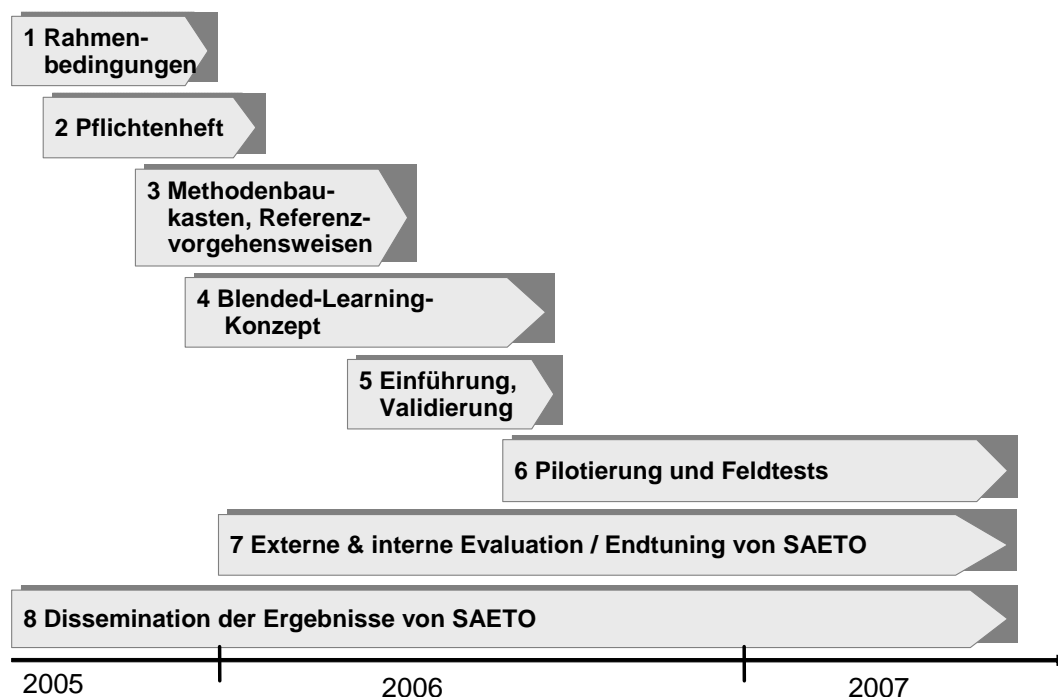 1 Rahmen-
bedingungen
2 Pflichtenheft
3 Methodenbau-
kasten, Referenz-
vorgehensweisen
4 Blended-Learning-
Konzept
5 Einführung,
Validierung
6 Pilotierung und Feldtests
7 Externe & interne Evaluation / Endtuning von SAETO
8 Dissemination der Ergebnisse von SAETO
2005 2006 2007